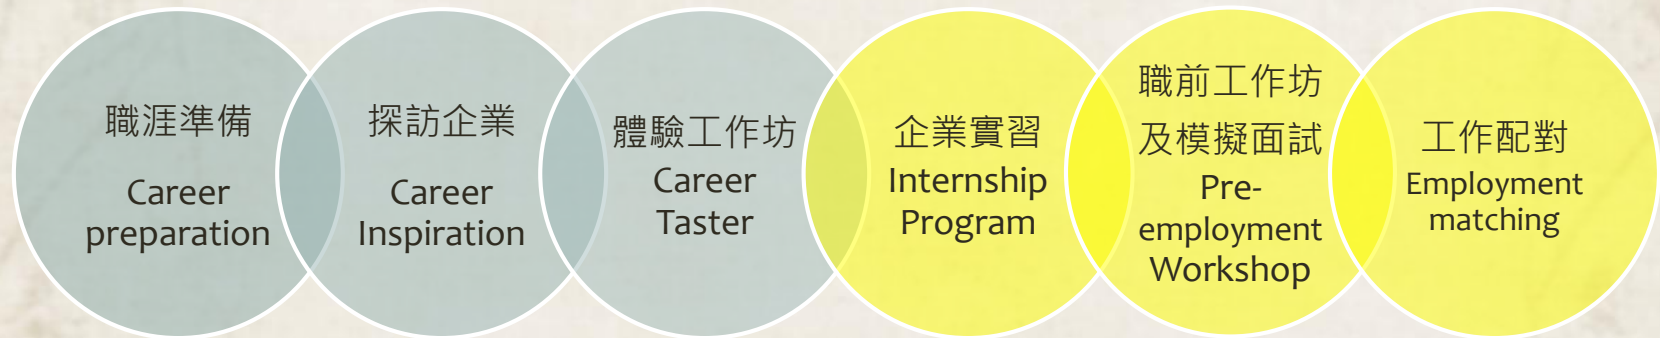 職涯準備
Career
preparation
探訪企業
Career
Inspiration
體驗工作坊
Career
Taster
企業實習
Internship
Program
職前工作坊
及模擬面試
Pre-
employment
Workshop
工作配對
Employment
matching